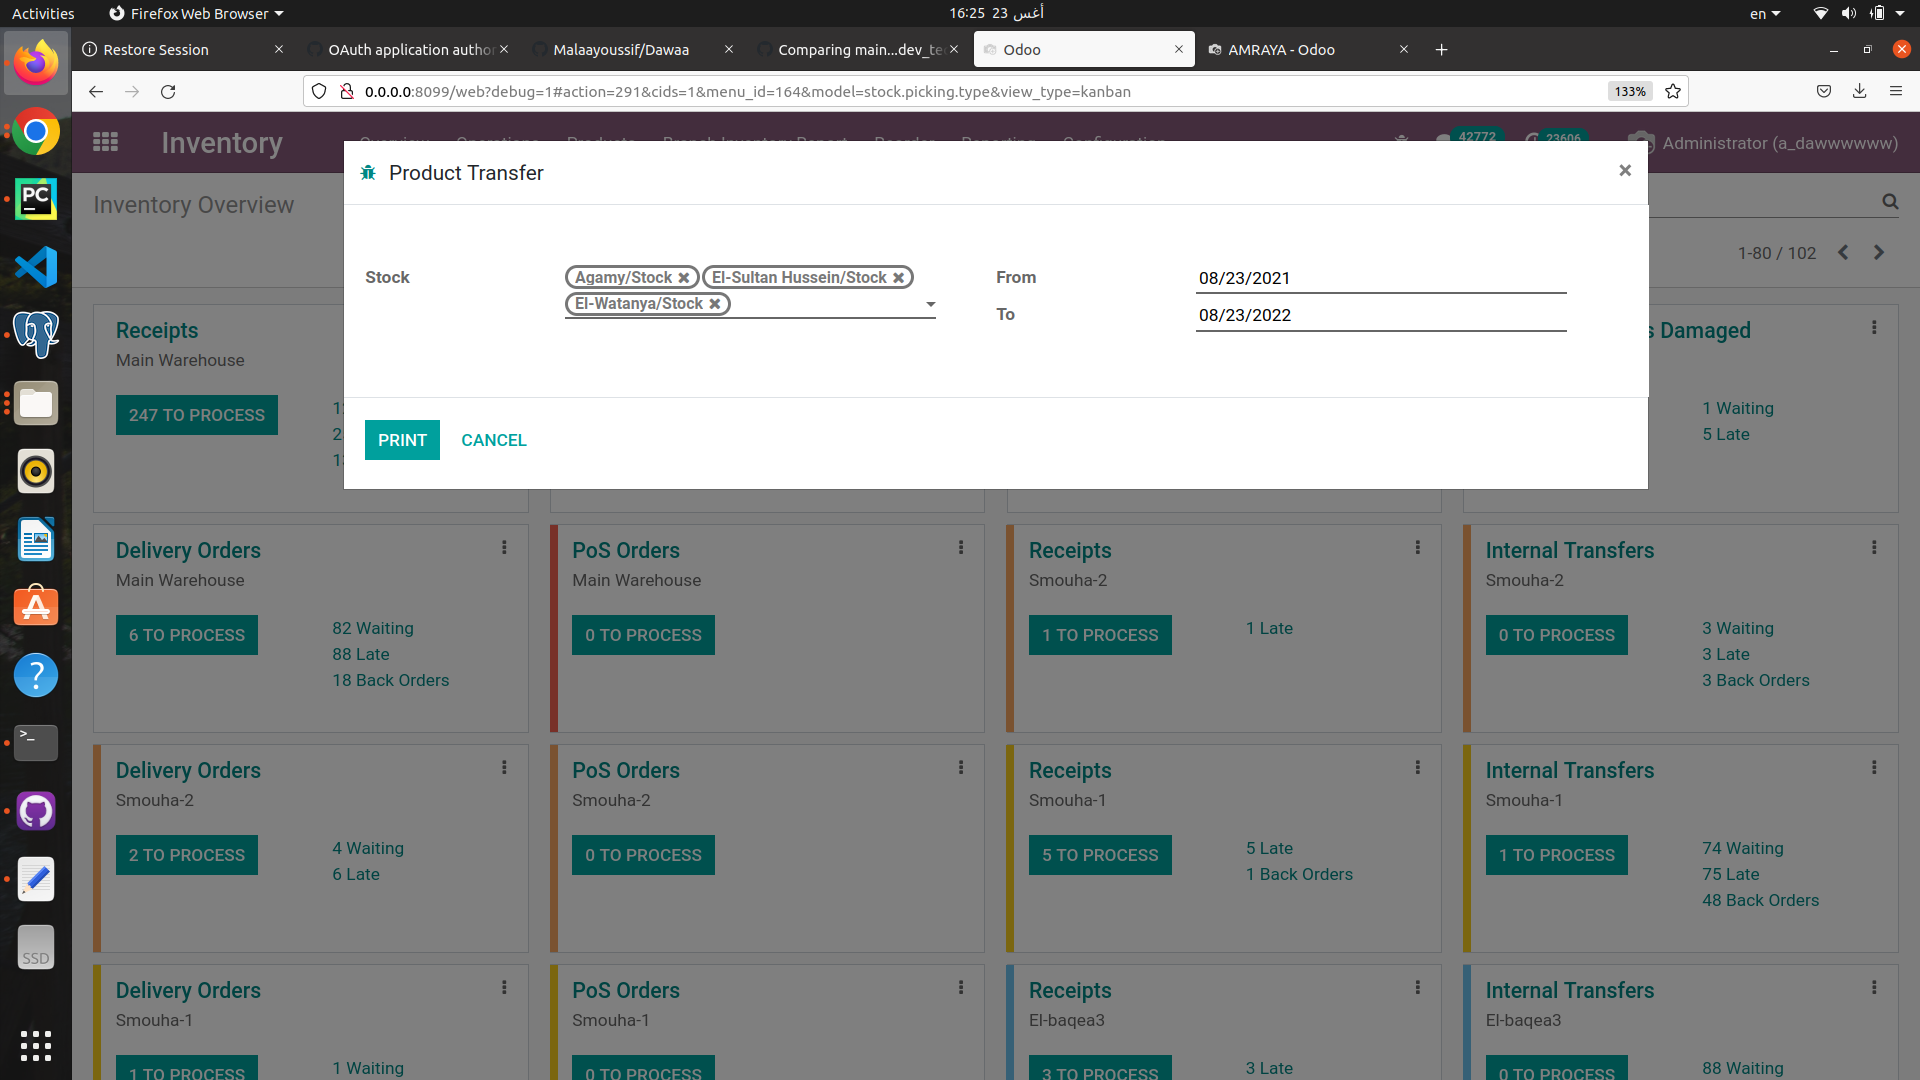 Activities
Firefox Web Browser
16:25 23 أغس
en
Restore Session
OAuth application author
Malaayoussif/Dawaa
Comparing main...dev_te
Odoo
AMRAYA - Odoo
0.0.0.0:8099/web?debug=1#action=291&cids=1&menu_id=164&model=stock.picking.type&view_type=kanban
133%
Inventory
42772
23606
Administrator (a_dawwwwww)
Inventory Overview
1-80 / 102
Product Transfer
Stock
Agamy/Stock
El-Sultan Hussein/Stock
El-Watanya/Stock
From
08/23/2021
To
08/23/2022
PRINT
CANCEL
Receipts
Main Warehouse
247 TO PROCESS
Damaged
1 Waiting
5 Late
Delivery Orders
Main Warehouse
6 TO PROCESS
82 Waiting
88 Late
18 Back Orders
PoS Orders
Main Warehouse
0 TO PROCESS
Receipts
Smouha-2
1 TO PROCESS
1 Late
Internal Transfers
Smouha-2
0 TO PROCESS
3 Waiting
3 Late
3 Back Orders
Delivery Orders
Smouha-2
2 TO PROCESS
4 Waiting
6 Late
PoS Orders
Smouha-2
0 TO PROCESS
Receipts
Smouha-1
5 TO PROCESS
5 Late
1 Back Orders
Internal Transfers
Smouha-1
1 TO PROCESS
74 Waiting
75 Late
48 Back Orders
Delivery Orders
Smouha-1
1 TO PROCESS
1 Waiting
PoS Orders
Smouha-1
0 TO PROCESS
Receipts
El-baqea3
3 TO PROCESS
3 Late
Internal Transfers
El-baqea3
0 TO PROCESS
88 Waiting
PC
SSD